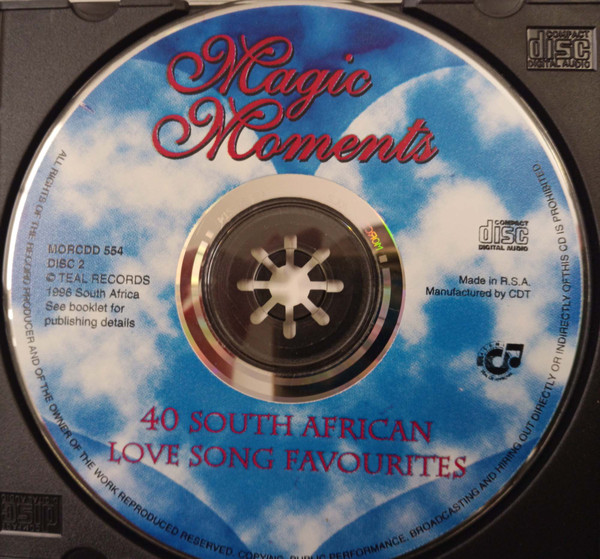 Magic
Moments
COMPACT
disc
DIGITAL AUDIO
MORCDD 554
DISC 2
© TEAL RECORDS
1996 South Africa
See booklet for
publishing details
COMPACT
disc
DIGITAL AUDIO
Made in R.S.A.
Manufactured by CDT
40 SOUTH AFRICAN
LOVE SONG FAVOURITES
ALL RIGHTS OF THE RECORD PRODUCER AND OF THE OWNER OF THE WORK REPRODUCED RESERVED. COPYING, PUBLIC PERFORMANCE, BROADCASTING AND HIRING OUT DIRECTLY OR INDIRECTLY OF THIS CD IS PROHIBITED